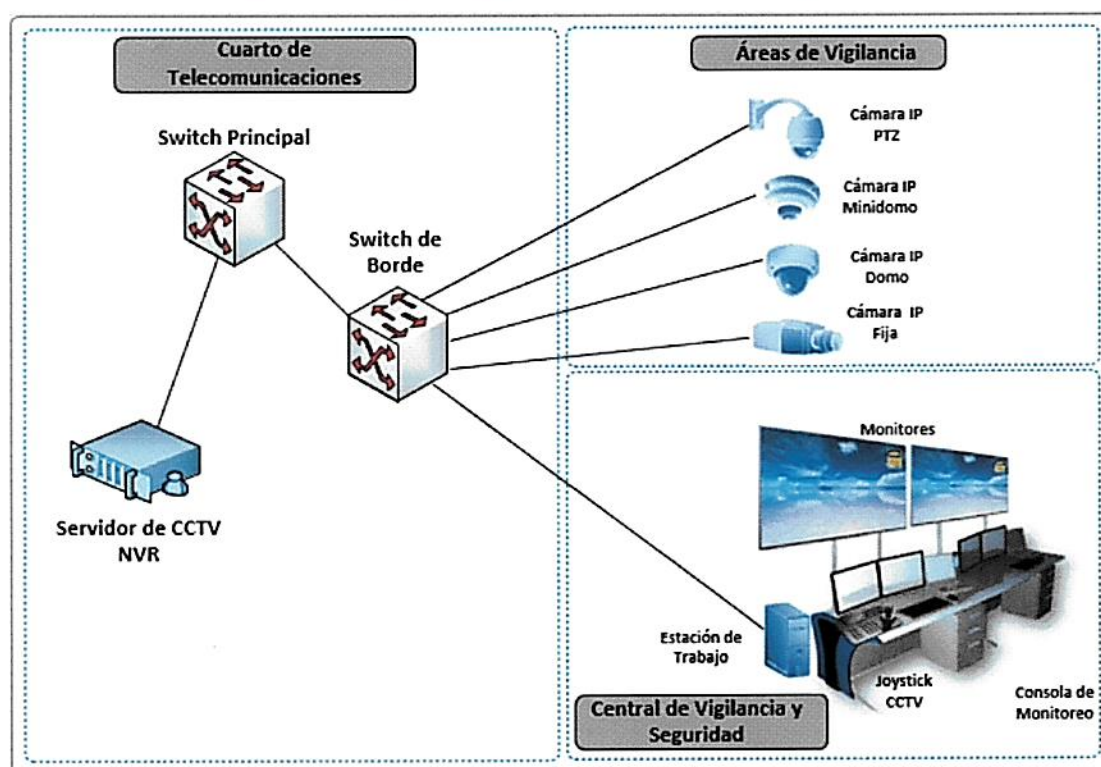 Cuarto de
Telecomunicaciones
Switch Principal
Switch de
Borde
Servidor de CCTV
NVR
Áreas de Vigilancia
Cámara IP
PTZ
Cámara IP
Minidomo
Cámara IP
Domo
Cámara IP
Fija
Monitores
Estación de
Trabajo
Joystick
CCTV
Consola de
Monitoreo
Central de Vigilancia y
Seguridad